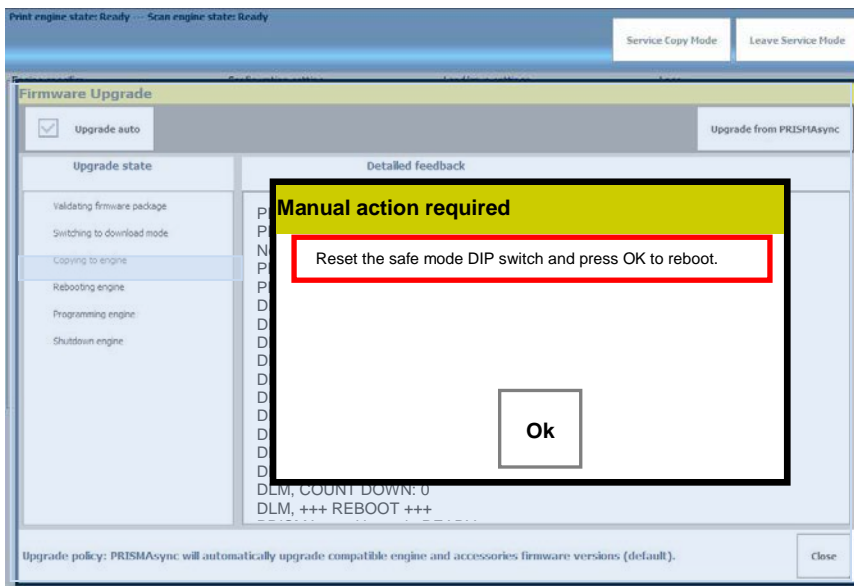 Print engine state: Ready --- Scan engine state: Ready
Service Copy Mode
Leave Service Mode
Firmware Upgrade
Upgrade auto
Upgrade from PRISMAsync
Upgrade state
Detailed feedback
Validating firmware package
Switching to download mode
Copying to engine
Rebooting engine
Programming engine
Shutdown engine
Manual action required
Reset the safe mode DIP switch and press OK to reboot.
Ok
DLM, COUNT DOWN: 0
DLM, +++ REBOOT +++
Upgrade policy: PRISMAsync will automatically upgrade compatible engine and accessories firmware versions (default).
Close